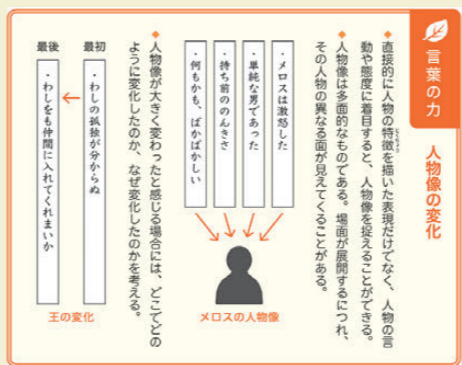 言葉の力
人物像の変化
◆直接的に人物の特徴を描いた表現だけでなく、人物の言
とくちょう
動や態度に着目すると、人物像を捉えることができる。
◆人物像は多面的なものである。場面が展開するにつれ、
その人物の異なる面が見えてくることがある。
・メロスは激怒した
・単純な男であった
・持ち前ののんきさ
・何もかも、ばかばかしい
メロスの人物像
◆人物像が大きく変わったと感じる場合には、どこでどの
ように変化したのか、なぜ変化したのかを考える。
最初
・わしの孤独が分からぬ
最後
・わしをも仲間に入れてくれまいか
王の変化